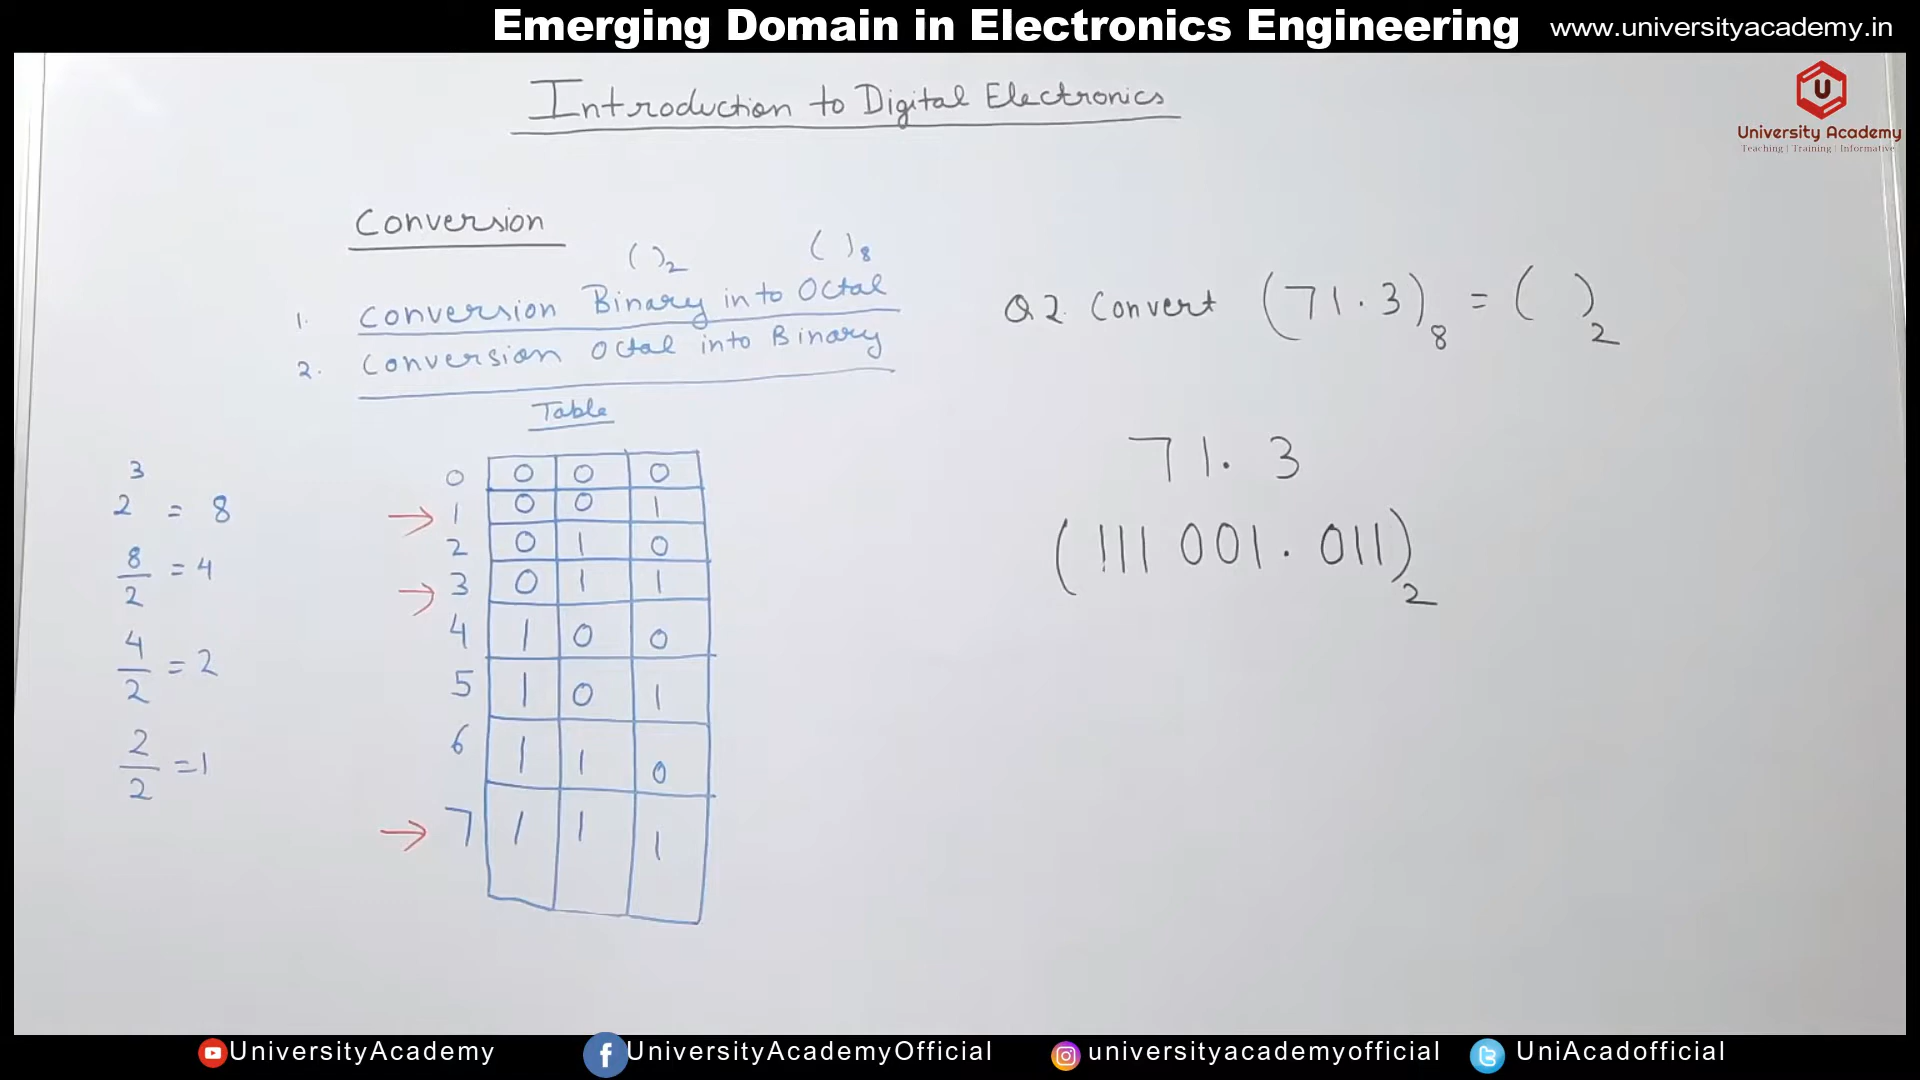 Emerging Domain in Electronics Engineering www.universityacademy.in
Introduction to Digital Electronics
U
University Academy
Teaching | Training | Informative
Conversion
( )2 ( )8
1. Conversion Binary into Octal
2. Conversion Octal into Binary
Table
2^3 = 8
8/2 = 4
4/2 = 2
2/2 = 1
0 0 0 0
→ 1 0 0 1
2 0 1 0
→ 3 0 1 1
4 1 0 0
5 1 0 1
6 1 1 0
→ 7 1 1 1
Q2. Convert (71.3)8 = ( )2
71.3
(111 001.011)2
UniversityAcademy UniversityAcademyOfficial universityacademyofficial UniAcadofficial